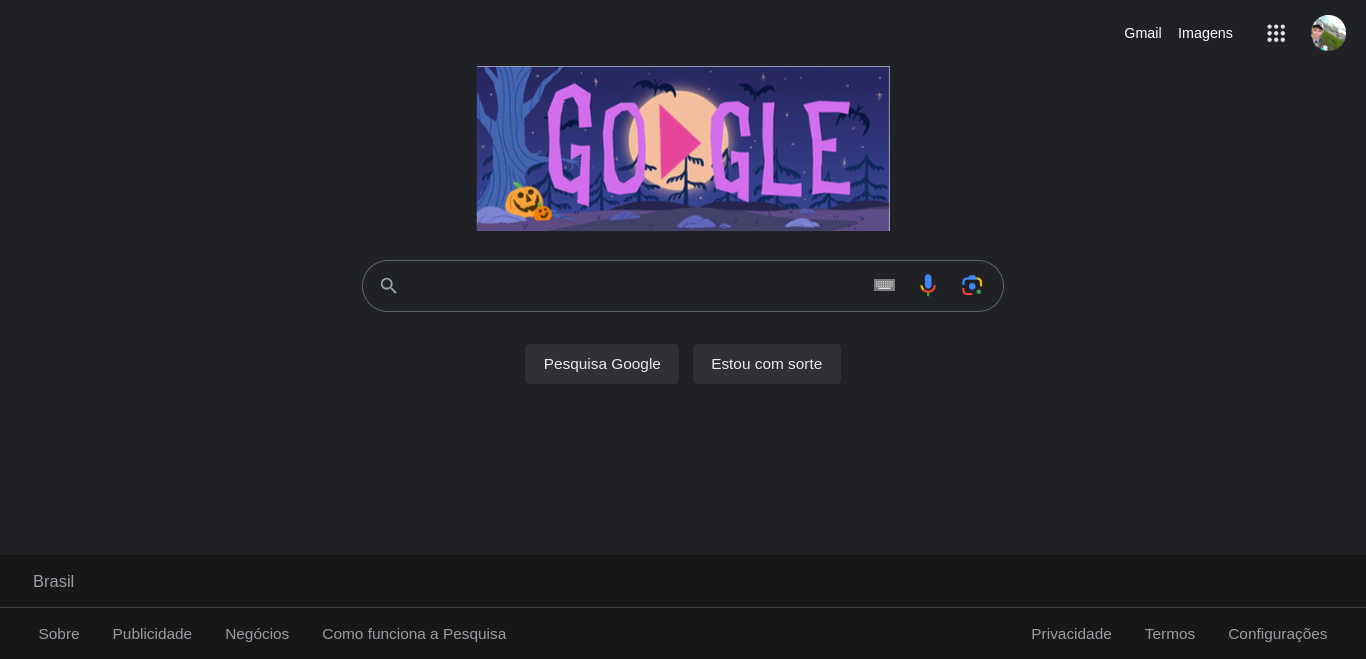 Gmail Imagens
GOOGLE
Pesquisa Google Estou com sorte
Brasil
Sobre Publicidade Negócios Como funciona a Pesquisa Privacidade Termos Configurações